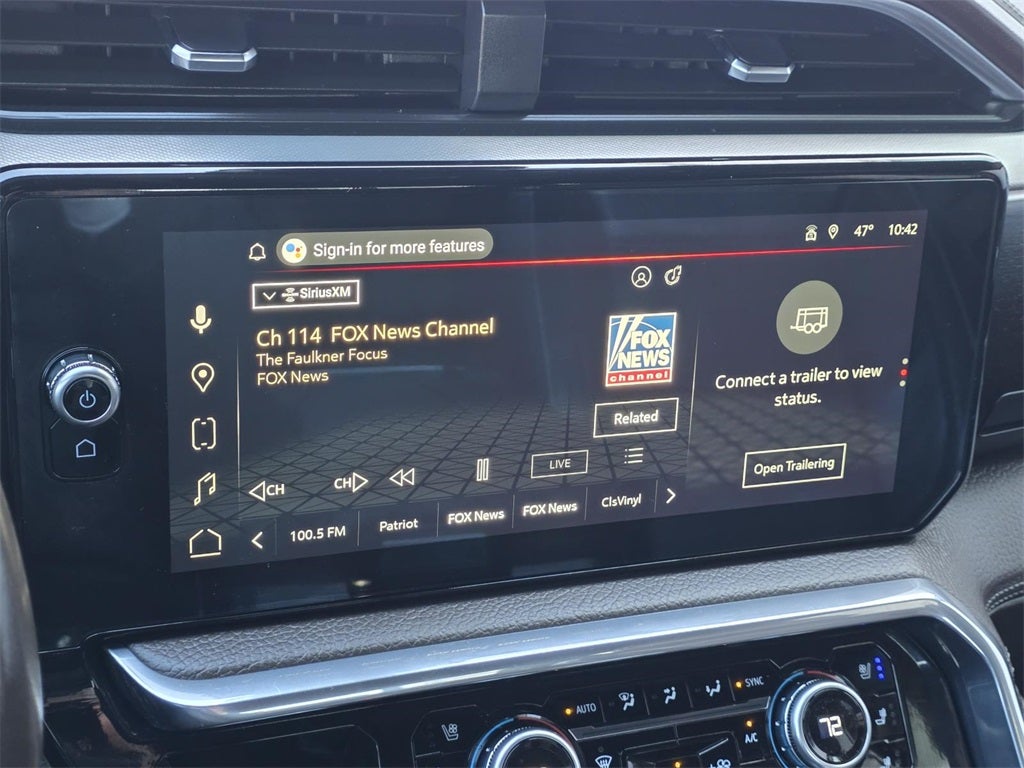 Sign-in for more features
47° 10:42
SiriusXM
Ch 114 FOX News Channel
The Faulkner Focus
FOX News
FOX
NEWS
channel
Related
Connect a trailer to view
status.
Open Trailering
CH CH LIVE
100.5 FM Patriot FOX News FOX News ClsVinyl
AUTO SYNC
A/C
72